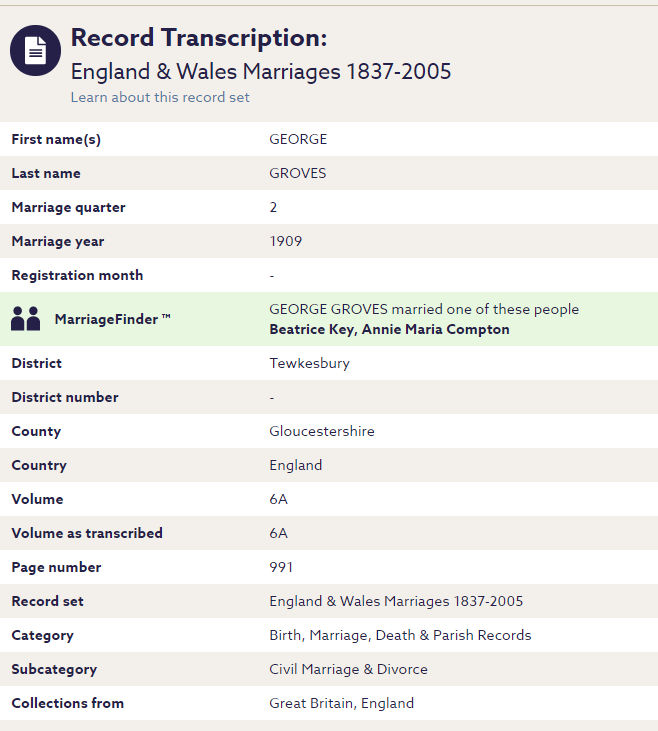 Record Transcription:
England & Wales Marriages 1837-2005
Learn about this record set
First name(s) GEORGE
Last name GROVES
Marriage quarter 2
Marriage year 1909
Registration month -
MarriageFinder ™ GEORGE GROVES married one of these people
Beatrice Key, Annie Maria Compton
District Tewkesbury
District number -
County Gloucestershire
Country England
Volume 6A
Volume as transcribed 6A
Page number 991
Record set England & Wales Marriages 1837-2005
Category Birth, Marriage, Death & Parish Records
Subcategory Civil Marriage & Divorce
Collections from Great Britain, England